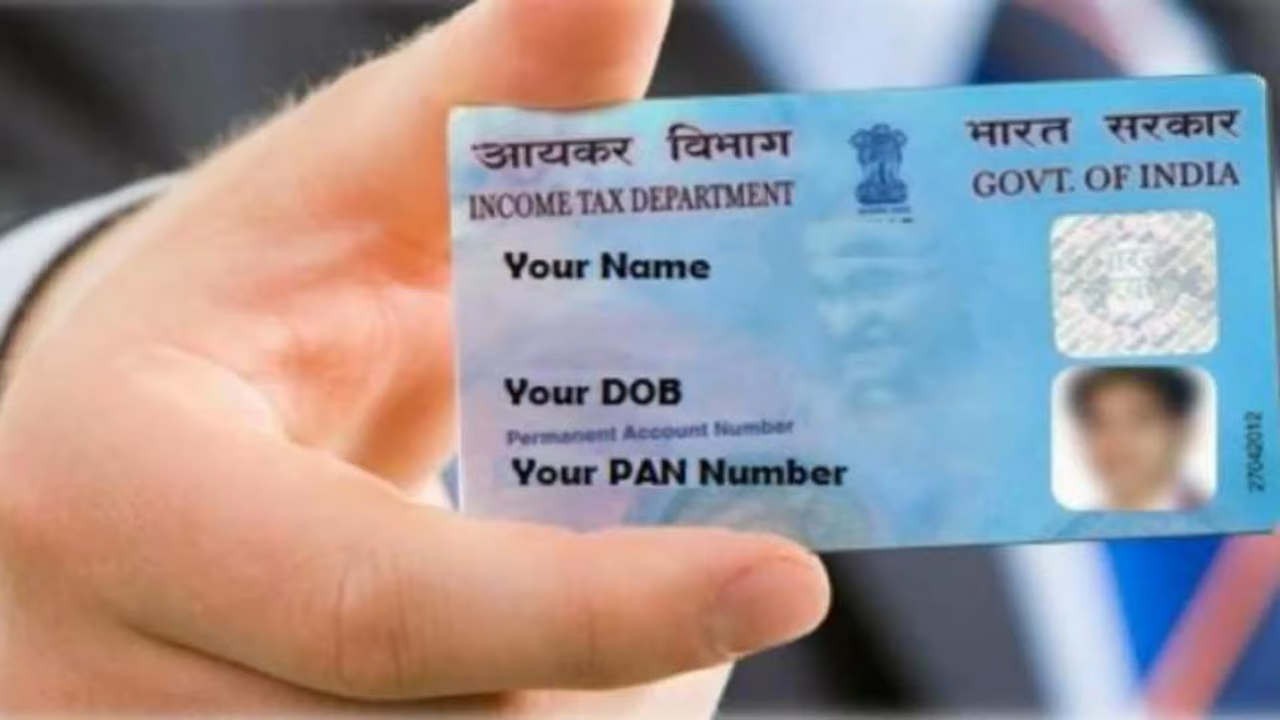 आयकर विभाग
INCOME TAX DEPARTMENT
भारत सरकार
GOVT. OF INDIA
Your Name
Your DOB
Permanent Account Number
Your PAN Number
27042012